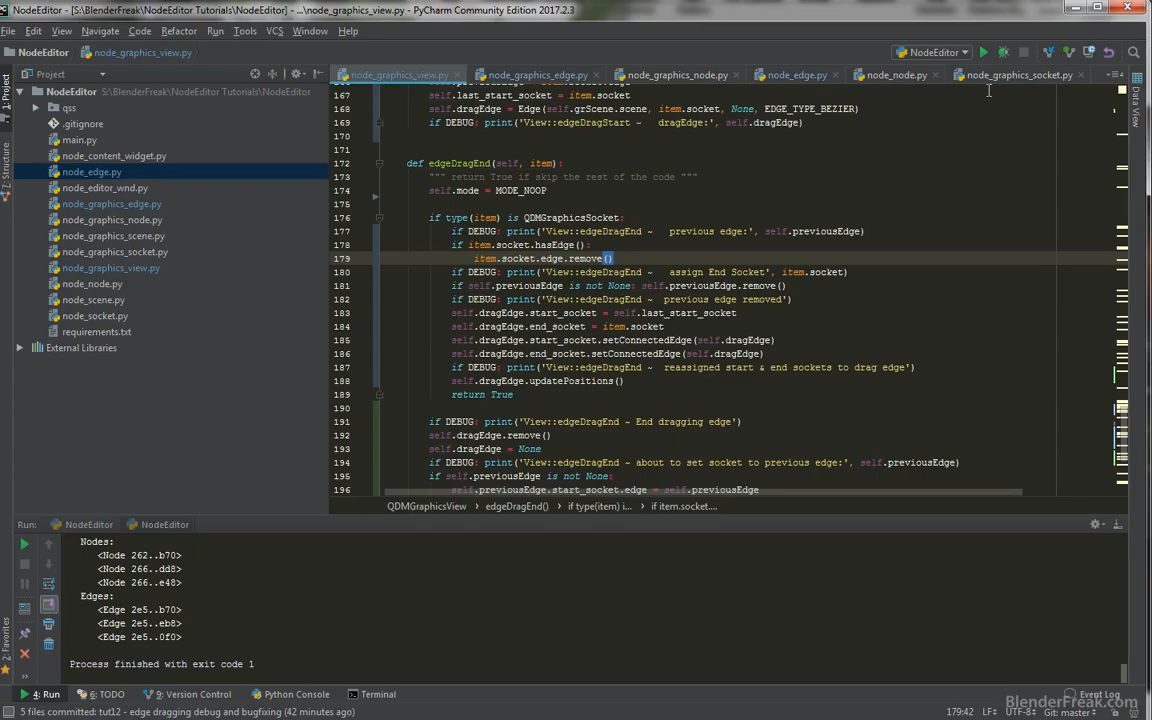 NodeEditor - [S:\BlenderFreak\NodeEditor Tutorials\NodeEditor] - ...\node_graphics_view.py - PyCharm Community Edition 2017.2.3
File Edit View Navigate Code Refactor Run Tools VCS Window Help
NodeEditor node_graphics_view.py NodeEditor
1: Project
Project
node_graphics_view.py node_graphics_edge.py node_graphics_node.py node_edge.py node_node.py node_graphics_socket.py
NodeEditor S:\BlenderFreak\NodeEditor Tutorials\NodeEditor
qss
.gitignore
main.py
node_content_widget.py
node_edge.py
node_editor_wnd.py
node_graphics_edge.py
node_graphics_node.py
node_graphics_scene.py
node_graphics_socket.py
node_graphics_view.py
node_node.py
node_scene.py
node_socket.py
requirements.txt
External Libraries
7: Structure
2: Favorites
Data View
167 self.last_start_socket = item.socket
168 self.dragEdge = Edge(self.grScene.scene, item.socket, None, EDGE_TYPE_BEZIER)
169 if DEBUG: print('View::edgeDragStart ~   dragEdge:', self.dragEdge)
170
171
172 def edgeDragEnd(self, item):
173 """ return True if skip the rest of the code """
174 self.mode = MODE_NOOP
175
176 if type(item) is QDMGraphicsSocket:
177 if DEBUG: print('View::edgeDragEnd ~   previous edge:', self.previousEdge)
178 if item.socket.hasEdge():
179 item.socket.edge.remove()
180 if DEBUG: print('View::edgeDragEnd ~   assign End Socket', item.socket)
181 if self.previousEdge is not None: self.previousEdge.remove()
182 if DEBUG: print('View::edgeDragEnd ~  previous edge removed')
183 self.dragEdge.start_socket = self.last_start_socket
184 self.dragEdge.end_socket = item.socket
185 self.dragEdge.start_socket.setConnectedEdge(self.dragEdge)
186 self.dragEdge.end_socket.setConnectedEdge(self.dragEdge)
187 if DEBUG: print('View::edgeDragEnd ~  reassigned start & end sockets to drag edge')
188 self.dragEdge.updatePositions()
189 return True
190
191 if DEBUG: print('View::edgeDragEnd ~ End dragging edge')
192 self.dragEdge.remove()
193 self.dragEdge = None
194 if DEBUG: print('View::edgeDragEnd ~ about to set socket to previous edge:', self.previousEdge)
195 if self.previousEdge is not None:
196 self.previousEdge.start_socket.edge = self.previousEdge
QDMGraphicsView edgeDragEnd() if type(item) i... if item.socket....
Run: NodeEditor NodeEditor
Nodes:
<Node 262..b70>
<Node 266..dd8>
<Node 266..e48>
Edges:
<Edge 2e5..b70>
<Edge 2e5..eb8>
<Edge 2e5..0f0>
Process finished with exit code 1
4: Run 6: TODO 9: Version Control Python Console Terminal Event Log
BlenderFreak.com
5 files committed: tut12 - edge dragging debug and bugfixing (42 minutes ago) 179:42 LF÷ UTF-8÷ Git: master÷